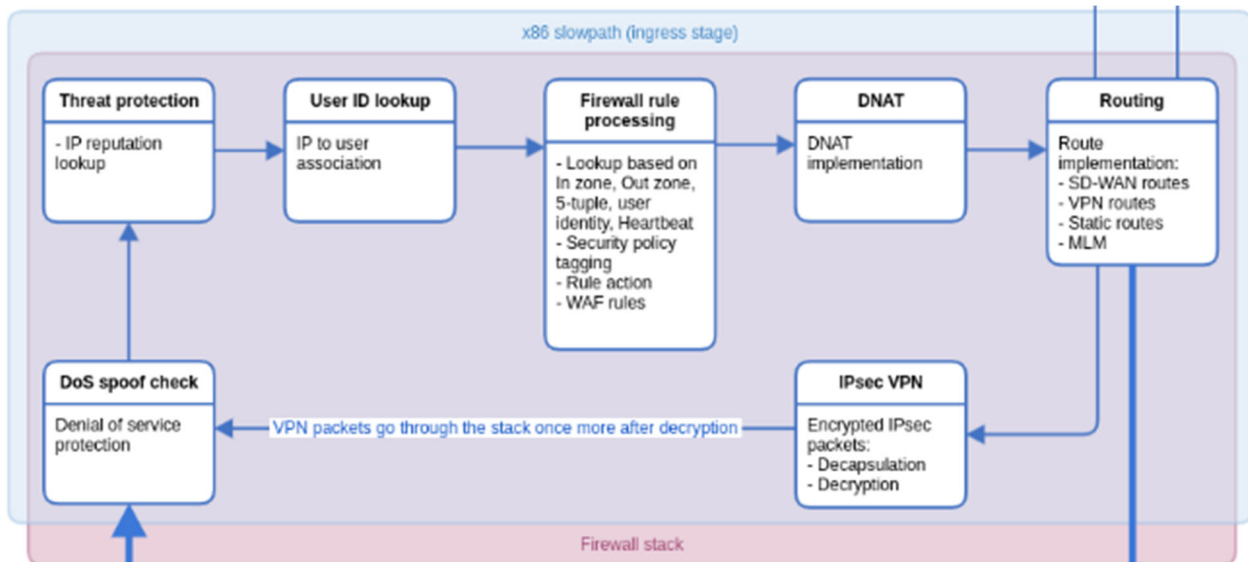 x86 slowpath (ingress stage)
Threat protection
- IP reputation
lookup
User ID lookup
IP to user
association
Firewall rule
processing
- Lookup based on
In zone, Out zone,
5-tuple, user
identity, Heartbeat
- Security policy
tagging
- Rule action
- WAF rules
DNAT
DNAT
implementation
Routing
Route
implementation:
- SD-WAN routes
- VPN routes
- Static routes
- MLM
DoS spoof check
Denial of service
protection
VPN packets go through the stack once more after decryption
IPsec VPN
Encrypted IPsec
packets:
- Decapsulation
- Decryption
Firewall stack